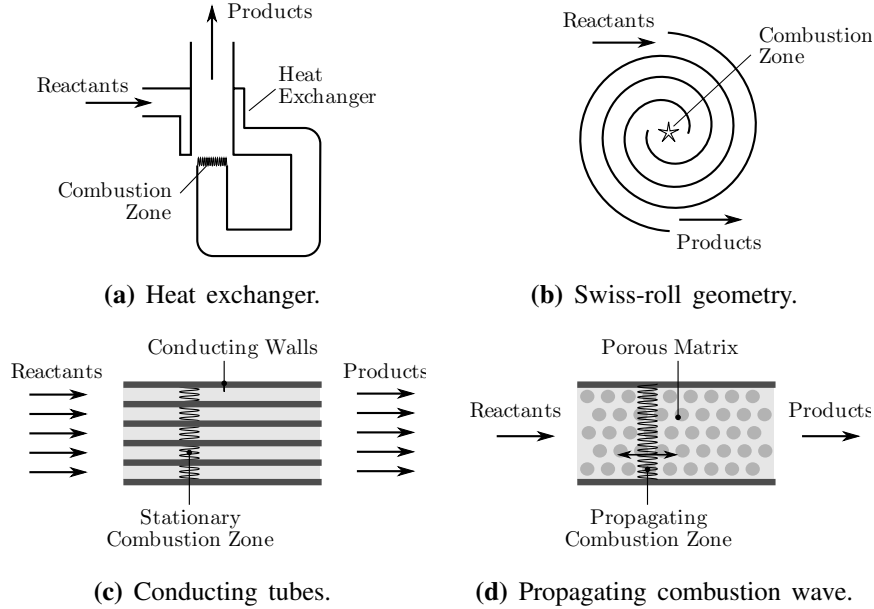 Products
Reactants
Heat
Exchanger
Combustion
Zone
(a) Heat exchanger.
Reactants
Combustion
Zone
Products
(b) Swiss-roll geometry.
Conducting Walls
Reactants
Products
Stationary
Combustion Zone
(c) Conducting tubes.
Porous Matrix
Reactants
Products
Propagating
Combustion Zone
(d) Propagating combustion wave.